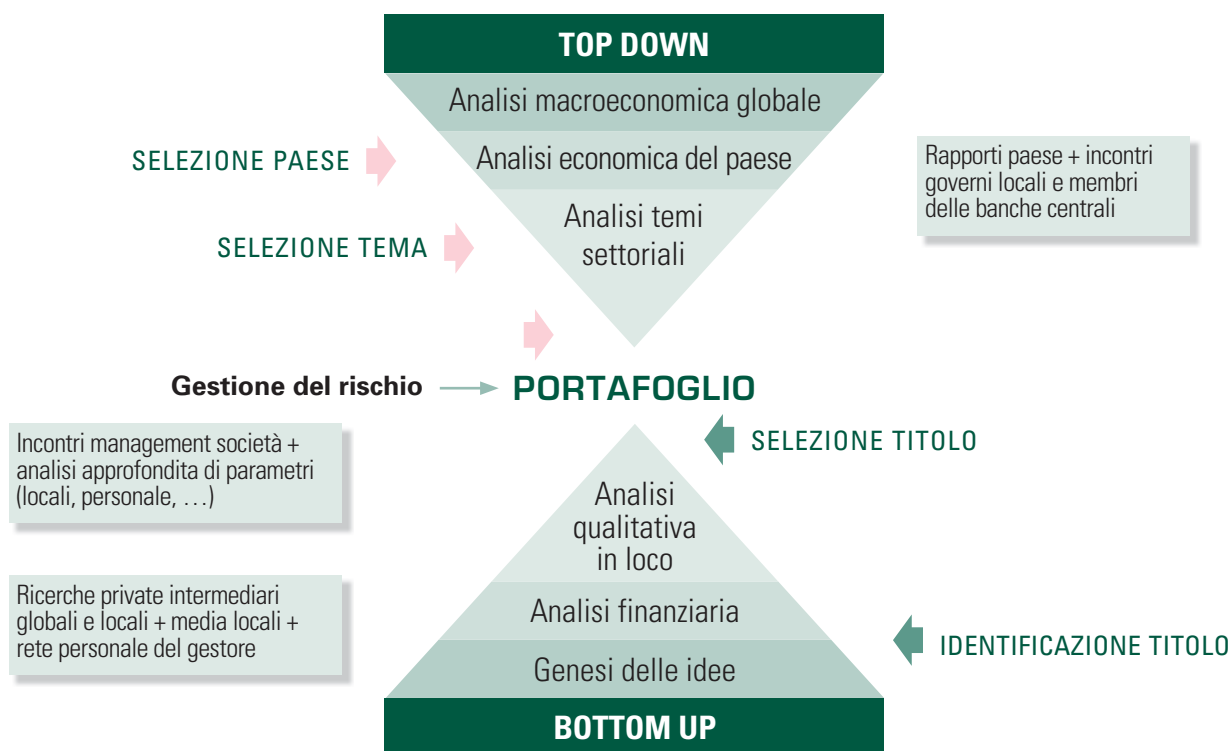 TOP DOWN
Analisi macroeconomica globale
SELEZIONE PAESE
Analisi economica del paese
Rapporti paese + incontri
governi locali e membri
delle banche centrali
SELEZIONE TEMA
Analisi temi
settoriali
Gestione del rischio
PORTAFOGLIO
SELEZIONE TITOLO
Incontri management società +
analisi approfondita di parametri
(locali, personale, …)
Analisi
qualitativa
in loco
Ricerche private intermediari
globali e locali + media locali +
rete personale del gestore
Analisi finanziaria
IDENTIFICAZIONE TITOLO
Genesi delle idee
BOTTOM UP